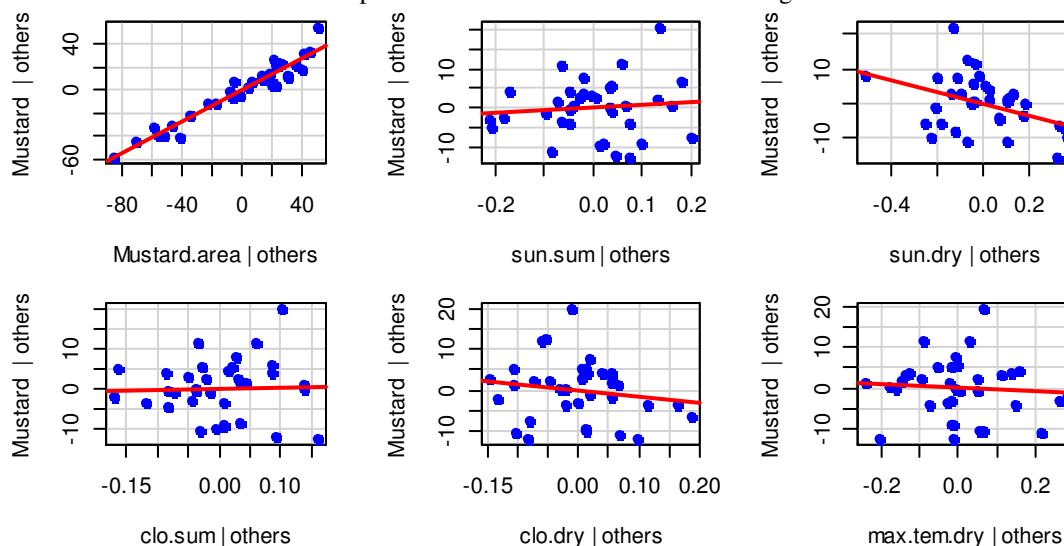 Mustard | others
40
0
-60
-80 -40 0 40
Mustard.area | others
Mustard | others
10
0
-10
-0.2 0.0 0.1 0.2
sun.sum | others
Mustard | others
10
-10
-0.4 0.0 0.2
sun.dry | others
Mustard | others
10
0
-10
-0.15 0.00 0.10
clo.sum | others
Mustard | others
20
10
0
-10
-0.15 0.00 0.10 0.20
clo.dry | others
Mustard | others
20
10
0
-10
-0.2 0.0 0.2
max.tem.dry | others